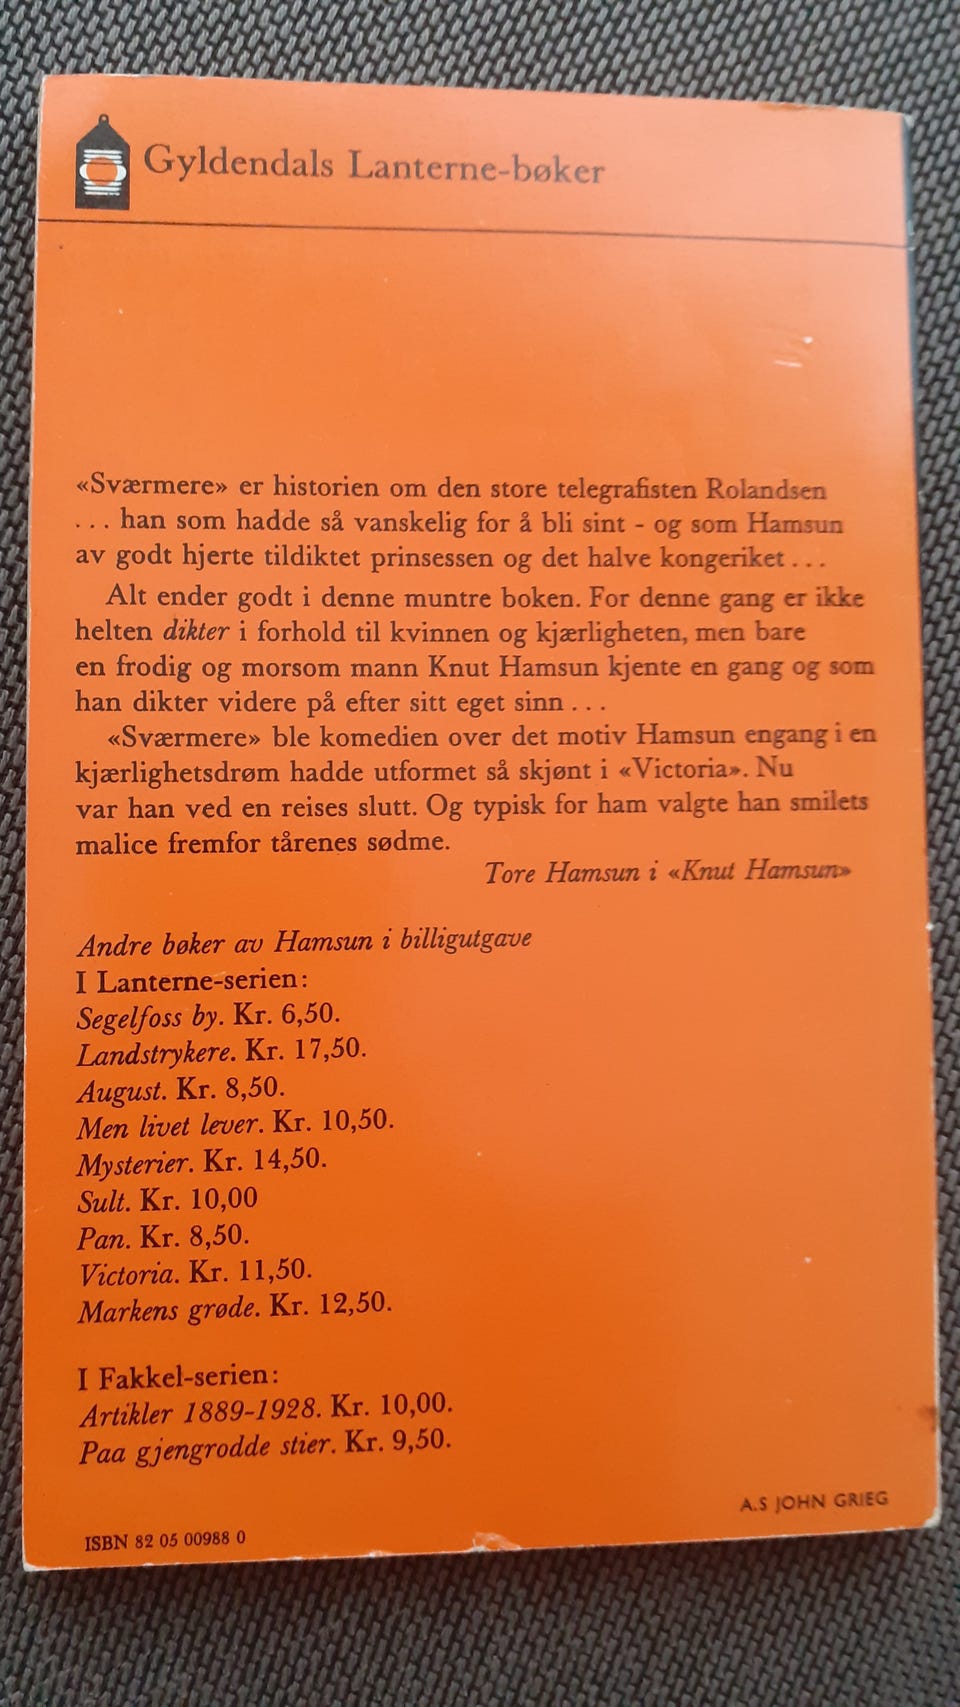 Gyldendals Lanterne-bøker
«Sværmere» er historien om den store telegrafisten Rolandsen
... han som hadde så vanskelig for å bli sint - og som Hamsun
av godt hjerte tildiktet prinsessen og det halve kongeriket...
Alt ender godt i denne muntre boken. For denne gang er ikke
helten dikter i forhold til kvinnen og kjærligheten, men bare
en frodig og morsom mann Knut Hamsun kjente en gang og som
han dikter videre på efter sitt eget sinn ...
«Sværmere» ble komedien over det motiv Hamsun engang i en
kjærlighetsdrøm hadde utformet så skjønt i «Victoria». Nu
var han ved en reises slutt. Og typisk for ham valgte han smilets
malice fremfor tårenes sødme.
Tore Hamsun i «Knut Hamsun»
Andre bøker av Hamsun i billigutgave
I Lanterne-serien:
Segelfoss by. Kr. 6,50.
Landstrykere. Kr. 17,50.
August. Kr. 8,50.
Men livet lever. Kr. 10,50.
Mysterier. Kr. 14,50.
Sult. Kr. 10,00
Pan. Kr. 8,50.
Victoria. Kr. 11,50.
Markens grøde. Kr. 12,50.
I Fakkel-serien:
Artikler 1889-1928. Kr. 10,00.
Paa gjengrodde stier. Kr. 9,50.
A.S JOHN GRIEG
ISBN 82 05 00988 0